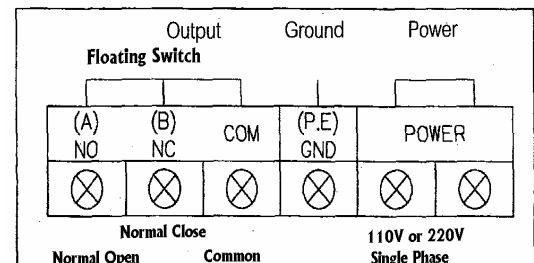 Output Ground Power
Floating Switch
(A) (B) COM (P.E) POWER
NO NC GND
Normal Close 110V or 220V
Normal Open Common Single Phase